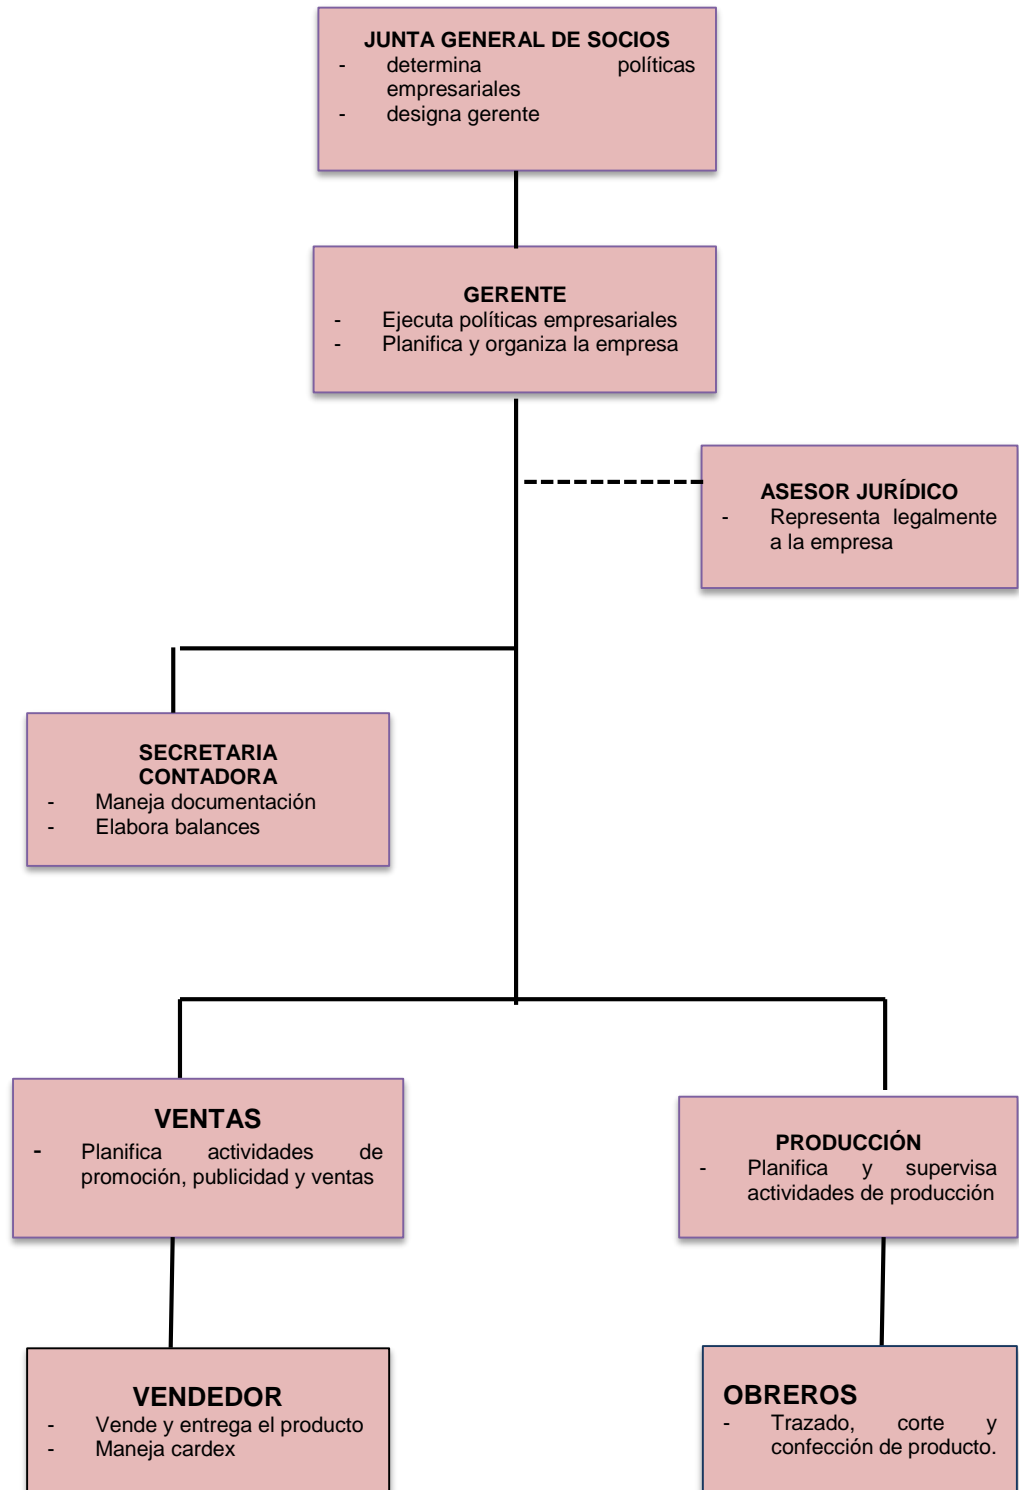 JUNTA GENERAL DE SOCIOS
- determina políticas
empresariales
- designa gerente
GERENTE
- Ejecuta políticas empresariales
- Planifica y organiza la empresa
ASESOR JURÍDICO
- Representa legalmente
a la empresa
SECRETARIA
CONTADORA
- Maneja documentación
- Elabora balances
VENTAS
- Planifica actividades de
promoción, publicidad y ventas
PRODUCCIÓN
- Planifica y supervisa
actividades de producción
VENDEDOR
- Vende y entrega el producto
- Maneja cardex
OBREROS
- Trazado, corte y
confección de producto.